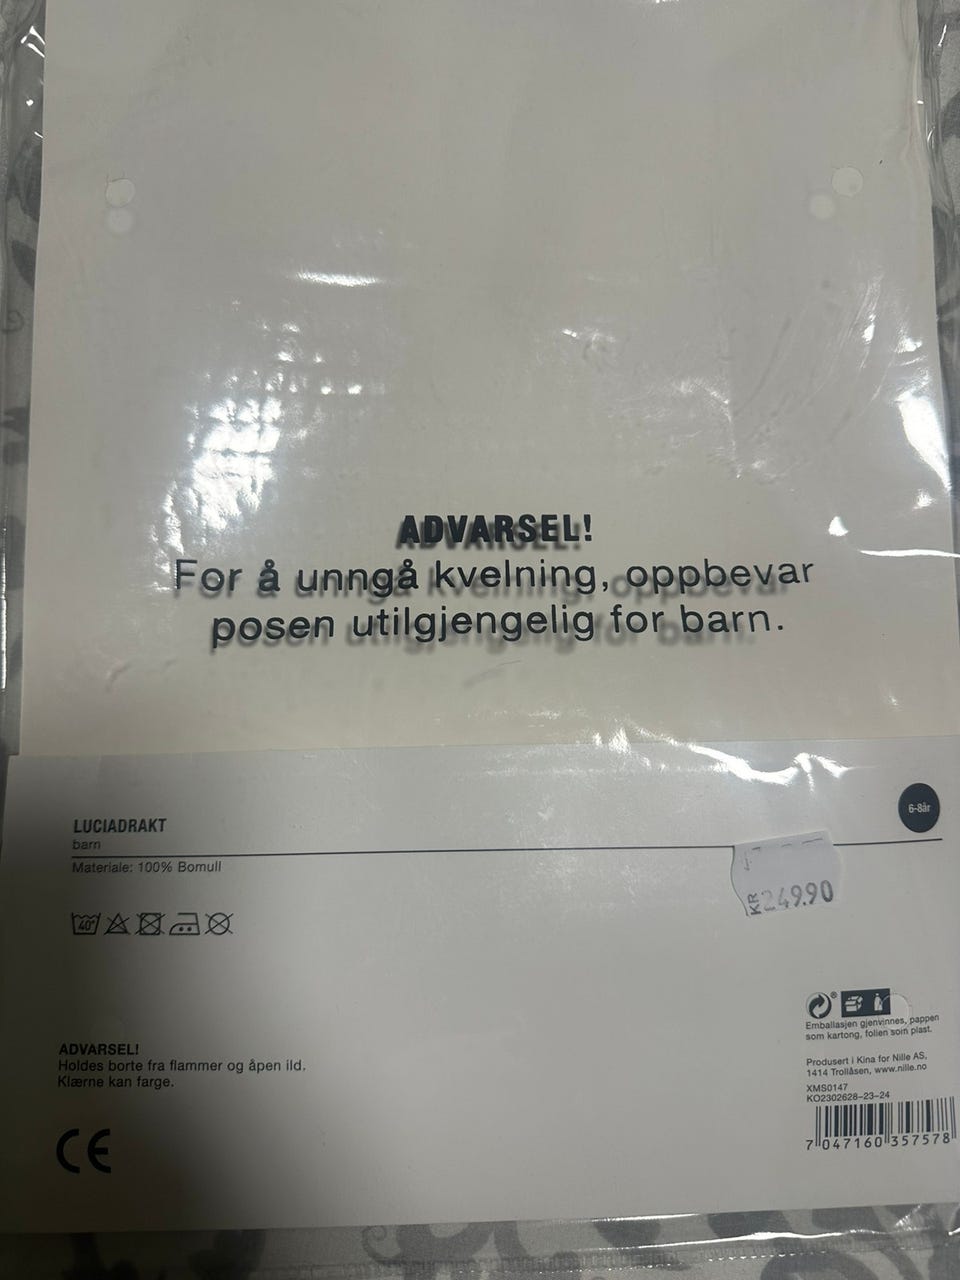 ADVARSEL!
For å unngå kvelning, oppbevar
posen utilgjengelig for barn.
LUCIADRAKT
barn
6-8år
Materiale: 100% Bomull
KR 249.90
40°
ADVARSEL!
Holdes borte fra flammer og åpen ild.
Klærne kan farge.
CE
Emballasjen gjenvinnes, pappen
som kartong, folien som plast.
Produsert i Kina for Nille AS,
1414 Trollåsen, www.nille.no
XMS0147
KO2302628-23-24
7 047160 357578